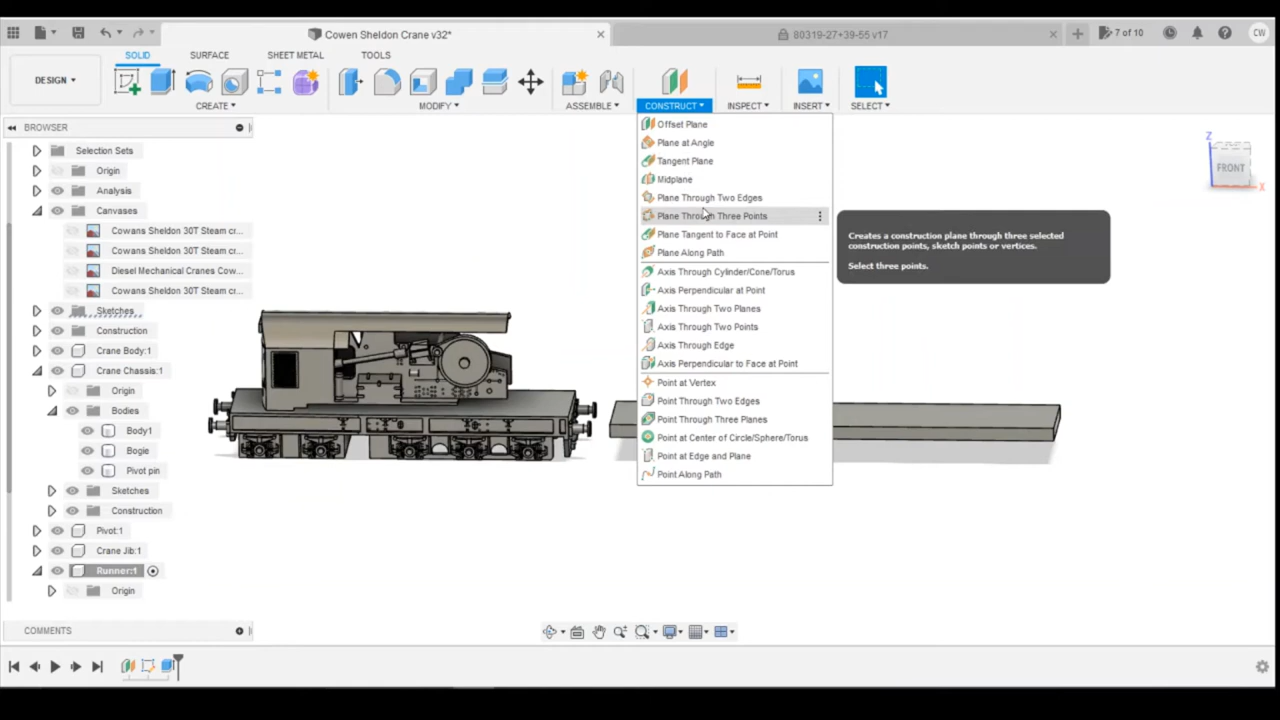 Cowen Sheldon Crane v32*
80319-27+39-55 v17
7 of 10
CW
SOLID
SURFACE
SHEET METAL
TOOLS
DESIGN
CREATE
MODIFY
ASSEMBLE
CONSTRUCT
INSPECT
INSERT
SELECT
BROWSER
Selection Sets
Origin
Analysis
Canvases
Cowans Sheldon 30T Steam cr...
Cowans Sheldon 30T Steam cr...
Diesel Mechanical Cranes Cow...
Cowans Sheldon 30T Steam cr...
Sketches
Construction
Crane Body:1
Crane Chassis:1
Origin
Bodies
Body1
Bogie
Pivot pin
Sketches
Construction
Pivot:1
Crane Jib:1
Runner:1
Origin
COMMENTS
Offset Plane
Plane at Angle
Tangent Plane
Midplane
Plane Through Two Edges
Plane Through Three Points
Plane Tangent to Face at Point
Plane Along Path
Axis Through Cylinder/Cone/Torus
Axis Perpendicular at Point
Axis Through Two Planes
Axis Through Two Points
Axis Through Edge
Axis Perpendicular to Face at Point
Point at Vertex
Point Through Two Edges
Point Through Three Planes
Point at Center of Circle/Sphere/Torus
Point at Edge and Plane
Point Along Path
Creates a construction plane through three selected
construction points, sketch points or vertices.
Select three points.
Z
FRONT
X